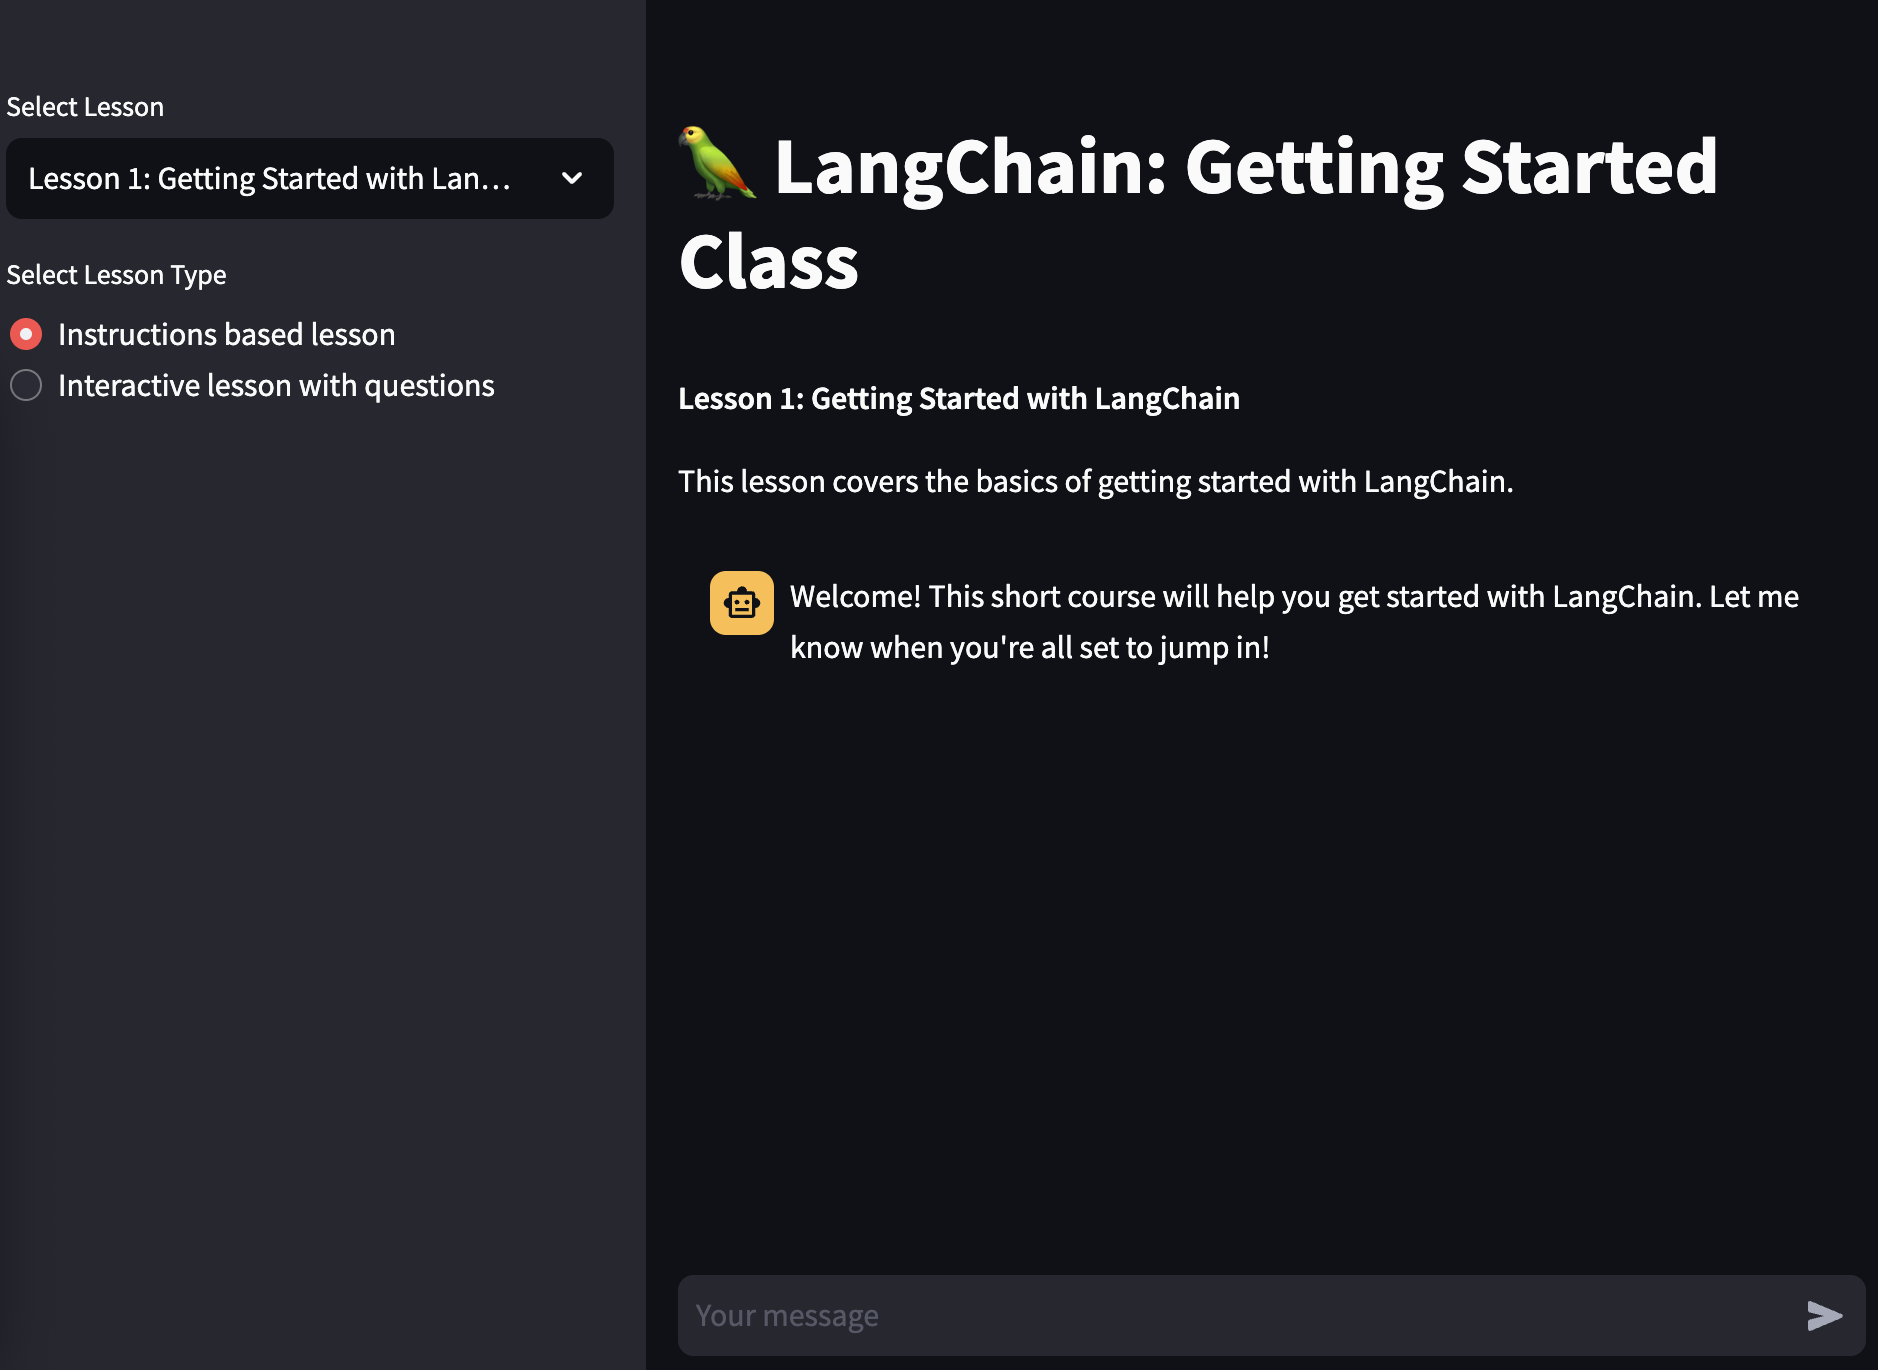 Select Lesson
Lesson 1: Getting Started with Lan...
Select Lesson Type
Instructions based lesson
Interactive lesson with questions
LangChain: Getting Started
Class
Lesson 1: Getting Started with LangChain
This lesson covers the basics of getting started with LangChain.
Welcome! This short course will help you get started with LangChain. Let me
know when you're all set to jump in!
Your message